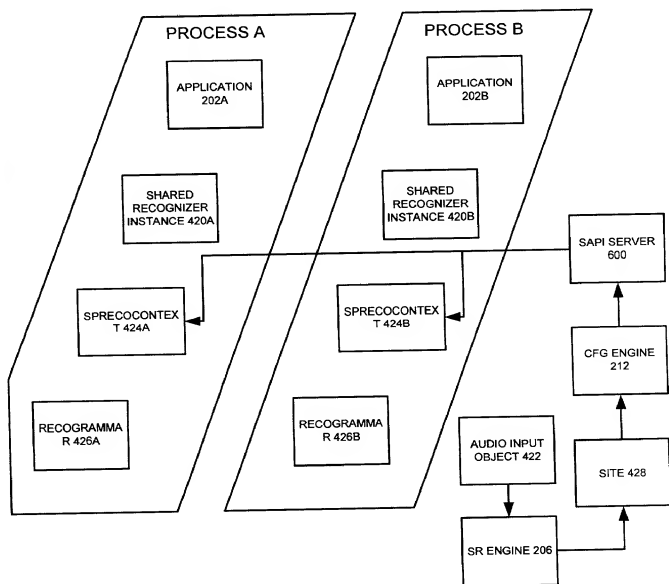 PROCESS A
PROCESS B
APPLICATION
202A
APPLICATION
202B
SHARED
RECOGNIZER
INSTANCE 420A
SHARED
RECOGNIZER
INSTANCE 420B
SAPI SERVER
600
SPRECOCONTEX
T 424A
SPRECOCONTEX
T 424B
CFG ENGINE
212
RECOGRAMMA
R 426A
RECOGRAMMA
R 426B
AUDIO INPUT
OBJECT 422
SITE 428
SR ENGINE 206